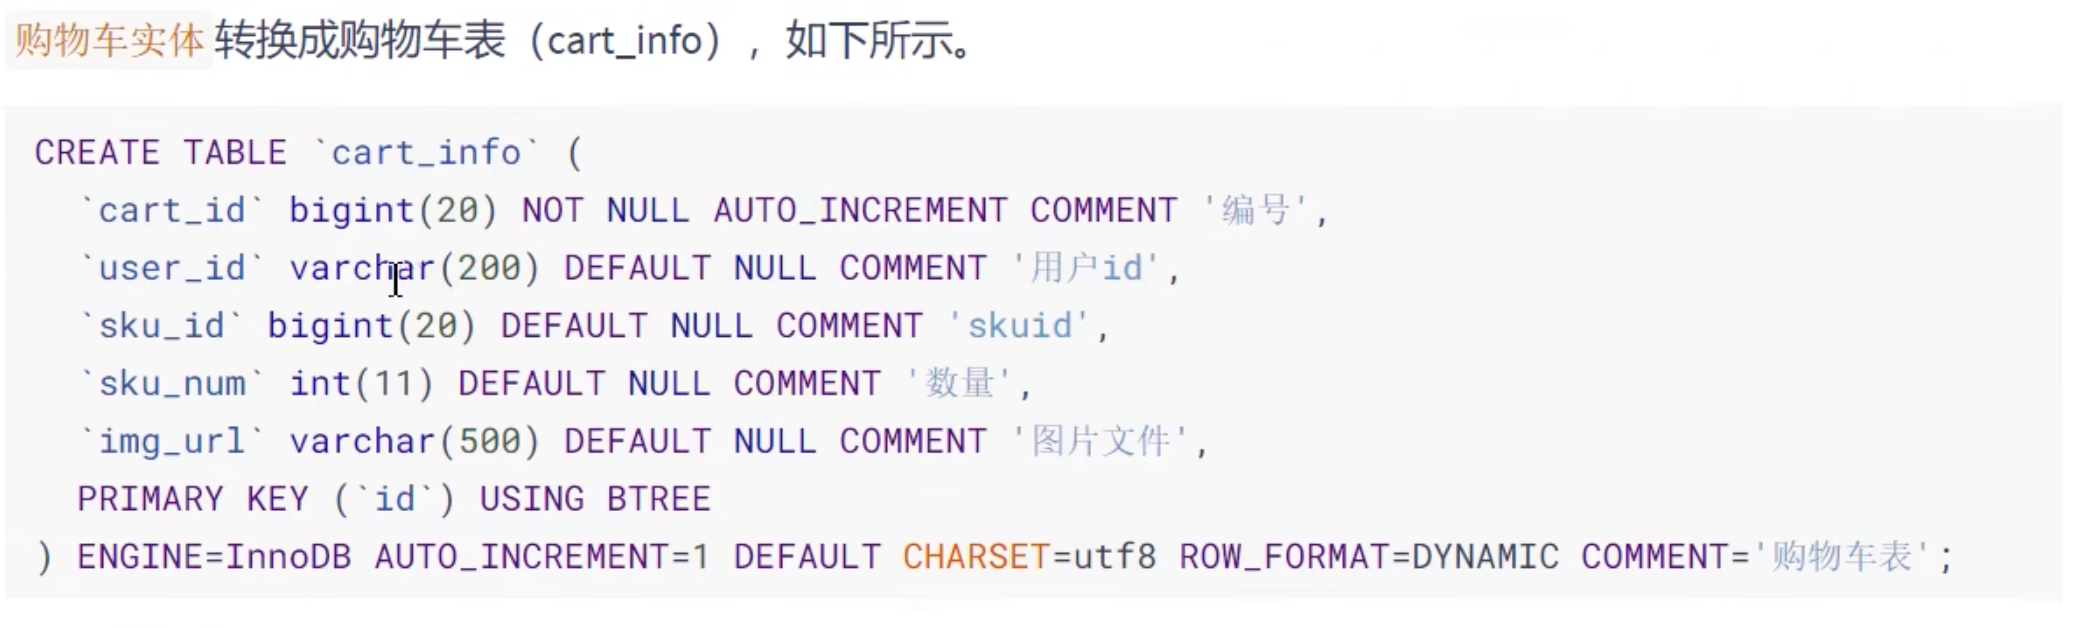 购物车实体 转换成购物车表（cart_info），如下所示。
CREATE TABLE `cart_info` (
`cart_id` bigint(20) NOT NULL AUTO_INCREMENT COMMENT '编号',
`user_id` varchar(200) DEFAULT NULL COMMENT '用户id',
`sku_id` bigint(20) DEFAULT NULL COMMENT 'skuid',
`sku_num` int(11) DEFAULT NULL COMMENT '数量',
`img_url` varchar(500) DEFAULT NULL COMMENT '图片文件',
PRIMARY KEY (`id`) USING BTREE
) ENGINE=InnoDB AUTO_INCREMENT=1 DEFAULT CHARSET=utf8 ROW_FORMAT=DYNAMIC COMMENT='购物车表';